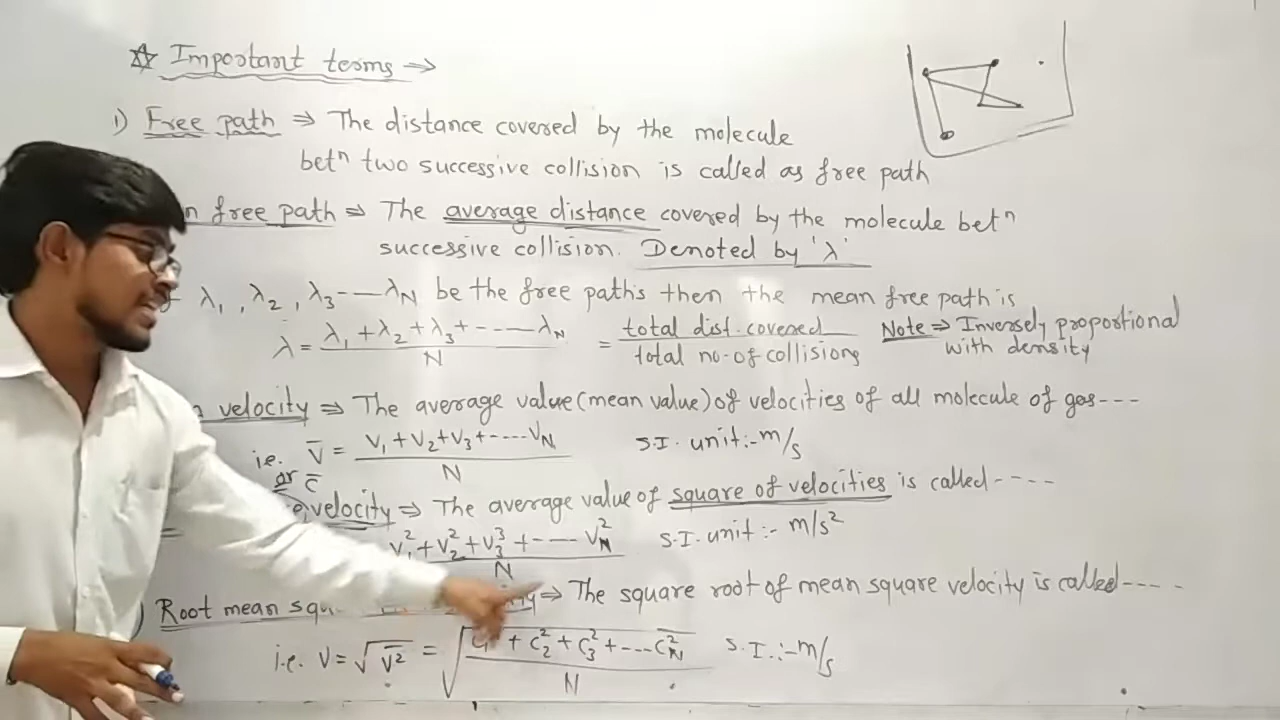 ☆ Important terms →
1) Free path ⇒ The distance covered by the molecule
betⁿ two successive collision is called as free path
n free path ⇒ The average distance covered by the molecule betⁿ
successive collision. Denoted by 'λ'
λ₁, λ₂, λ₃ --- λN be the free paths then the mean free path is
λ = λ₁ + λ₂ + λ₃ + ------ λN / N = total dist. covered / total no. of collisions
Note ⇒ Inversely proportional
with density
velocity ⇒ The average value (mean value) of velocities of all molecule of gas ---
i.e. V̄ = V₁ + V₂ + V₃ + ---- VN / N S.I. unit :- m/s
or C̄
velocity ⇒ The average value of square of velocities is called ----
V₁² + V₂² + V₃³ + --- VN² / N S.I. unit :- m/s²
) Root mean squ ⇒ The square root of mean square velocity is called -----
i.e. V = √V̄² = √ + C₂² + C₃² + --- CN² / N S.I. :- m/s